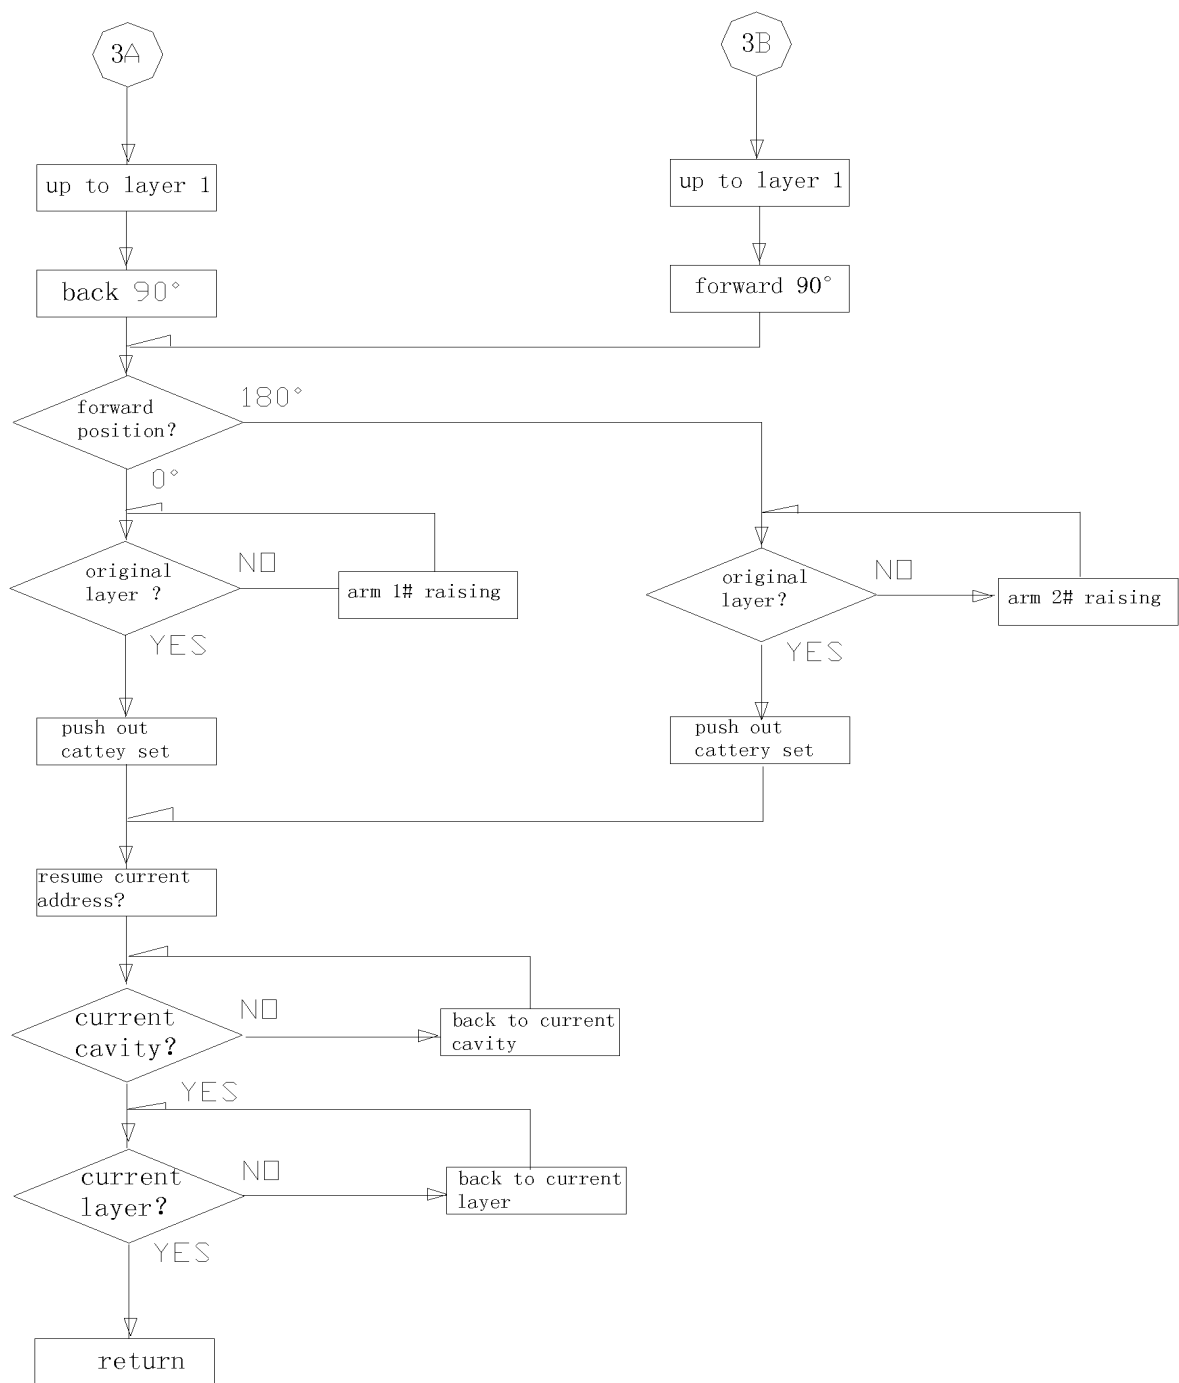 3A
3B
up to layer 1
up to layer 1
back 90°
forward 90°
180°
forward
position?
0°
NO
original
layer ?
arm 1# raising
YES
NO
original
layer?
arm 2# raising
YES
push out
cattey set
push out
cattery set
resume current
address?
NO
current
cavity?
back to current
cavity
YES
NO
current
layer?
back to current
layer
YES
return